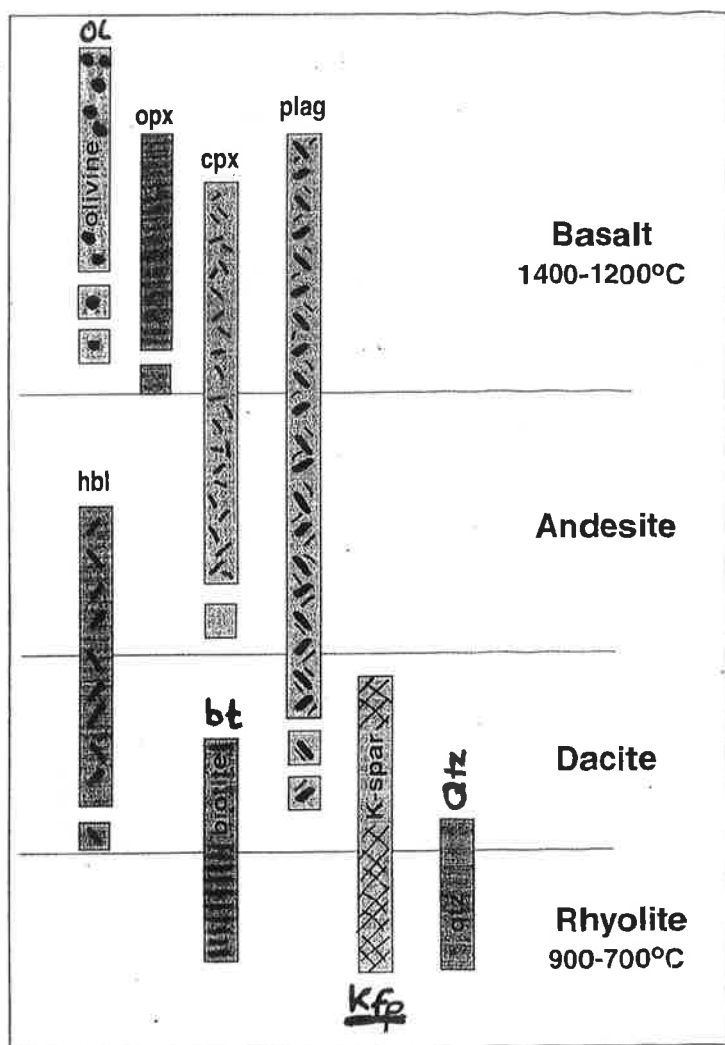 OL
opx
plag
cpx
olivine
Basalt
1400-1200°C
hbl
Andesite
bt
biotite
K-spar
Qtz
qtz
Dacite
Rhyolite
900-700°C
Kfp